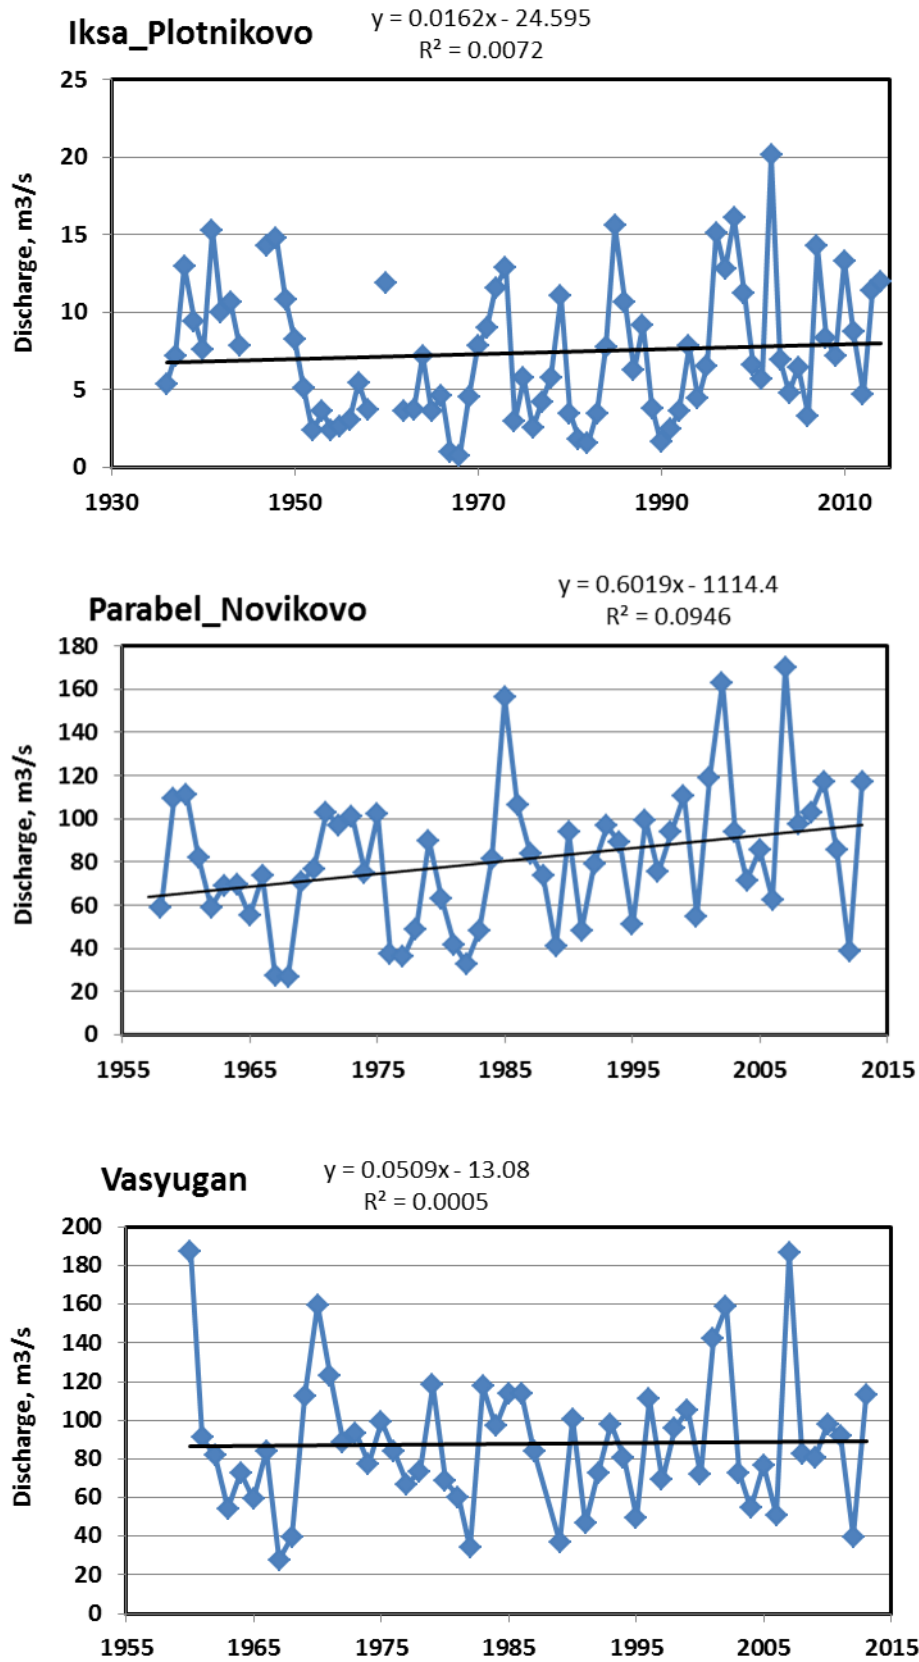 Iksa_Plotnikovo
y = 0.0162x - 24.595
R² = 0.0072
25
20
15
10
5
0
Discharge, m3/s
1930 1950 1970 1990 2010
Parabel_Novikovo
y = 0.6019x - 1114.4
R² = 0.0946
180
160
140
120
100
80
60
40
20
0
Discharge, m3/s
1955 1965 1975 1985 1995 2005 2015
Vasyugan
y = 0.0509x - 13.08
R² = 0.0005
200
180
160
140
120
100
80
60
40
20
0
Discharge, m3/s
1955 1965 1975 1985 1995 2005 2015